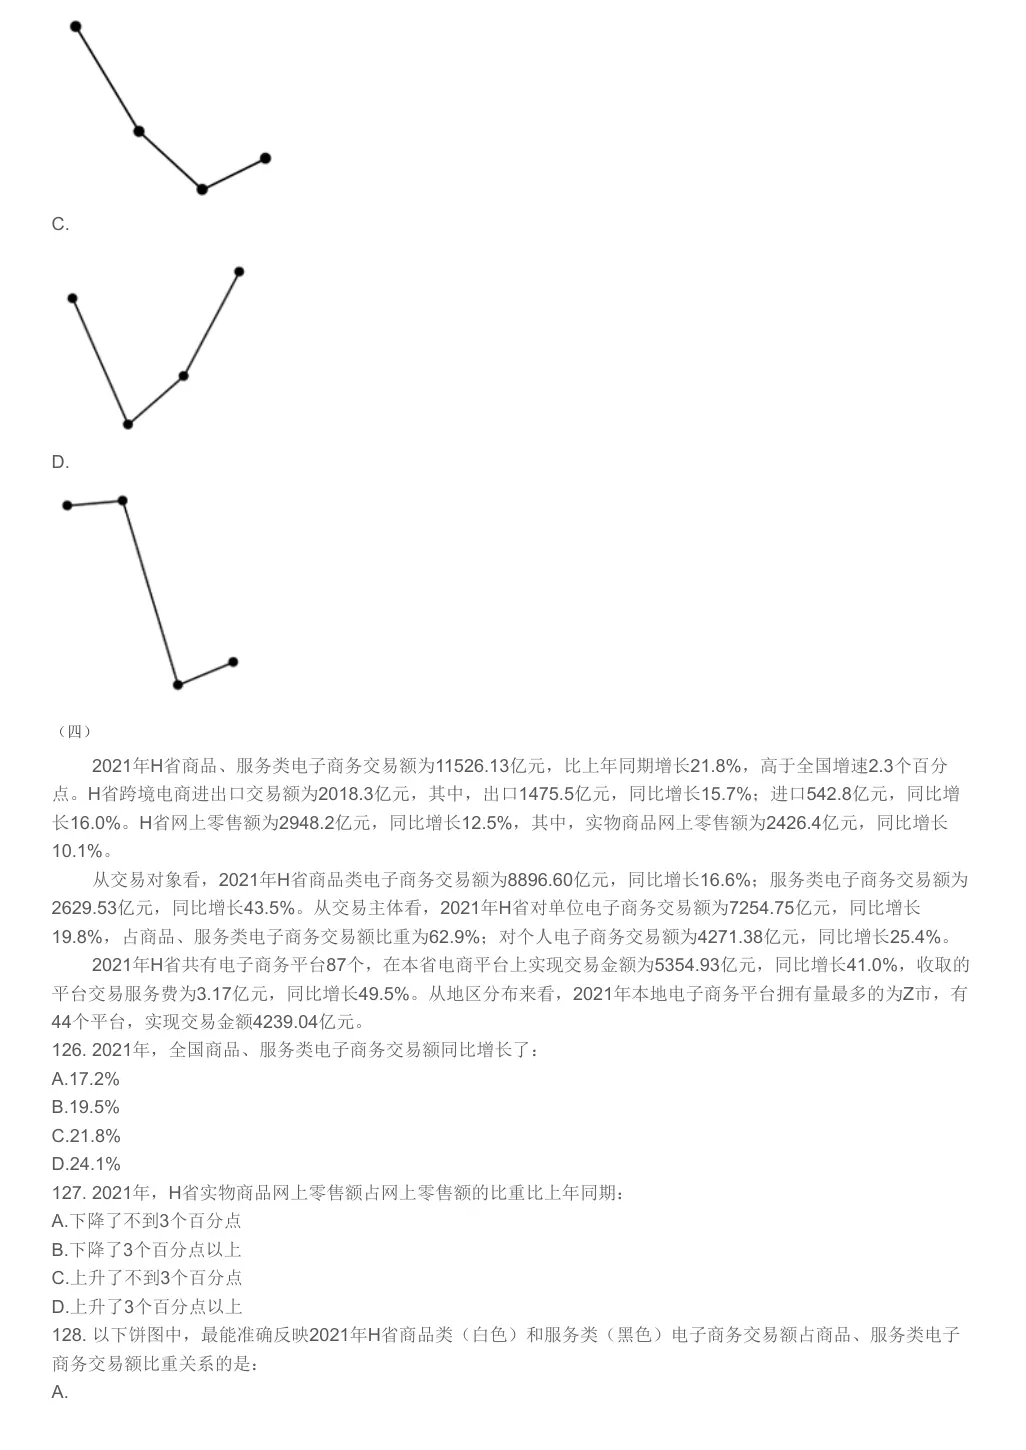 C.
D.
（四）
2021年H省商品、服务类电子商务交易额为11526.13亿元，比上年同期增长21.8%，高于全国增速2.3个百分
点。H省跨境电商进出口交易额为2018.3亿元，其中，出口1475.5亿元，同比增长15.7%；进口542.8亿元，同比增
长16.0%。H省网上零售额为2948.2亿元，同比增长12.5%，其中，实物商品网上零售额为2426.4亿元，同比增长
10.1%。
从交易对象看，2021年H省商品类电子商务交易额为8896.60亿元，同比增长16.6%；服务类电子商务交易额为
2629.53亿元，同比增长43.5%。从交易主体看，2021年H省对单位电子商务交易额为7254.75亿元，同比增长
19.8%，占商品、服务类电子商务交易额比重为62.9%；对个人电子商务交易额为4271.38亿元，同比增长25.4%。
2021年H省共有电子商务平台87个，在本省电商平台上实现交易金额为5354.93亿元，同比增长41.0%，收取的
平台交易服务费为3.17亿元，同比增长49.5%。从地区分布来看，2021年本地电子商务平台拥有量最多的为Z市，有
44个平台，实现交易金额4239.04亿元。
126. 2021年，全国商品、服务类电子商务交易额同比增长了：
A.17.2%
B.19.5%
C.21.8%
D.24.1%
127. 2021年，H省实物商品网上零售额占网上零售额的比重比上年同期：
A.下降了不到3个百分点
B.下降了3个百分点以上
C.上升了不到3个百分点
D.上升了3个百分点以上
128. 以下饼图中，最能准确反映2021年H省商品类（白色）和服务类（黑色）电子商务交易额占商品、服务类电子
商务交易额比重关系的是：
A.